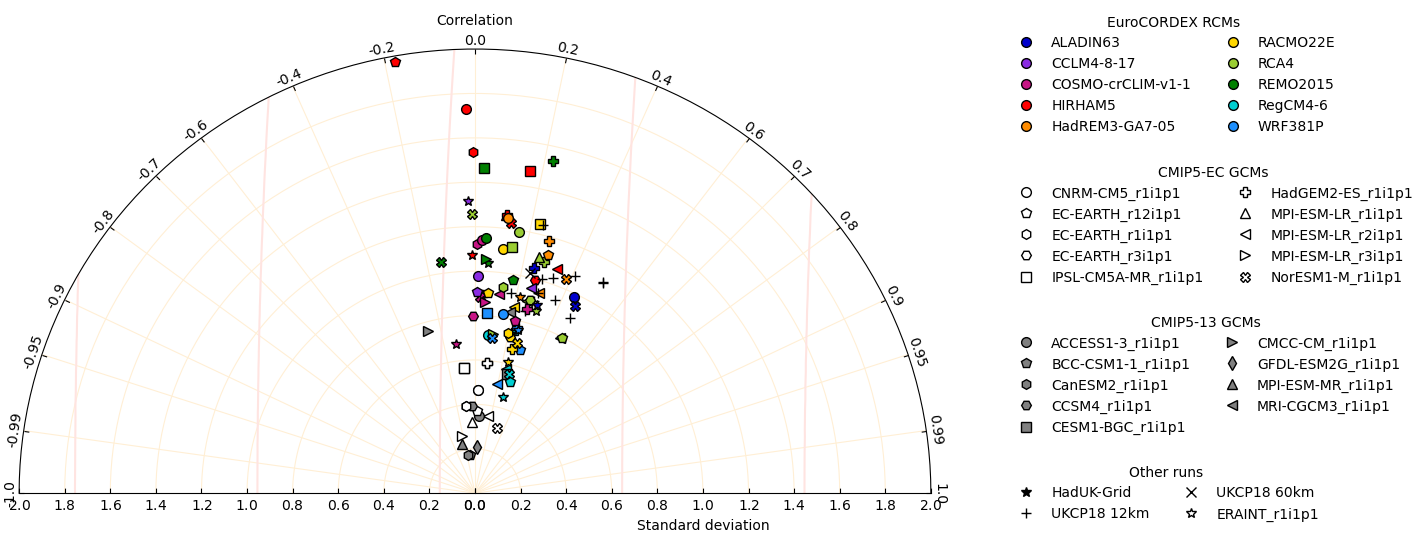 Correlation
-0.2 0.0 0.2
-0.4 0.4
-0.6 0.6
-0.7 0.7
-0.8 0.8
-0.9 0.9
-0.95 0.95
-0.99 0.99
-1.0 1.0
2.0 1.8 1.6 1.4 1.2 1.0 0.8 0.6 0.4 0.2 0.0 0.0 0.2 0.4 0.6 0.8 1.0 1.2 1.4 1.6 1.8 2.0
Standard deviation
EuroCORDEX RCMs
ALADIN63 RACMO22E
CCLM4-8-17 RCA4
COSMO-crCLIM-v1-1 REMO2015
HIRHAM5 RegCM4-6
HadREM3-GA7-05 WRF381P
CMIP5-EC GCMs
CNRM-CM5_r1i1p1 HadGEM2-ES_r1i1p1
EC-EARTH_r12i1p1 MPI-ESM-LR_r1i1p1
EC-EARTH_r1i1p1 MPI-ESM-LR_r2i1p1
EC-EARTH_r3i1p1 MPI-ESM-LR_r3i1p1
IPSL-CM5A-MR_r1i1p1 NorESM1-M_r1i1p1
CMIP5-13 GCMs
ACCESS1-3_r1i1p1 CMCC-CM_r1i1p1
BCC-CSM1-1_r1i1p1 GFDL-ESM2G_r1i1p1
CanESM2_r1i1p1 MPI-ESM-MR_r1i1p1
CCSM4_r1i1p1 MRI-CGCM3_r1i1p1
CESM1-BGC_r1i1p1
Other runs
HadUK-Grid UKCP18 60km
UKCP18 12km ERAINT_r1i1p1